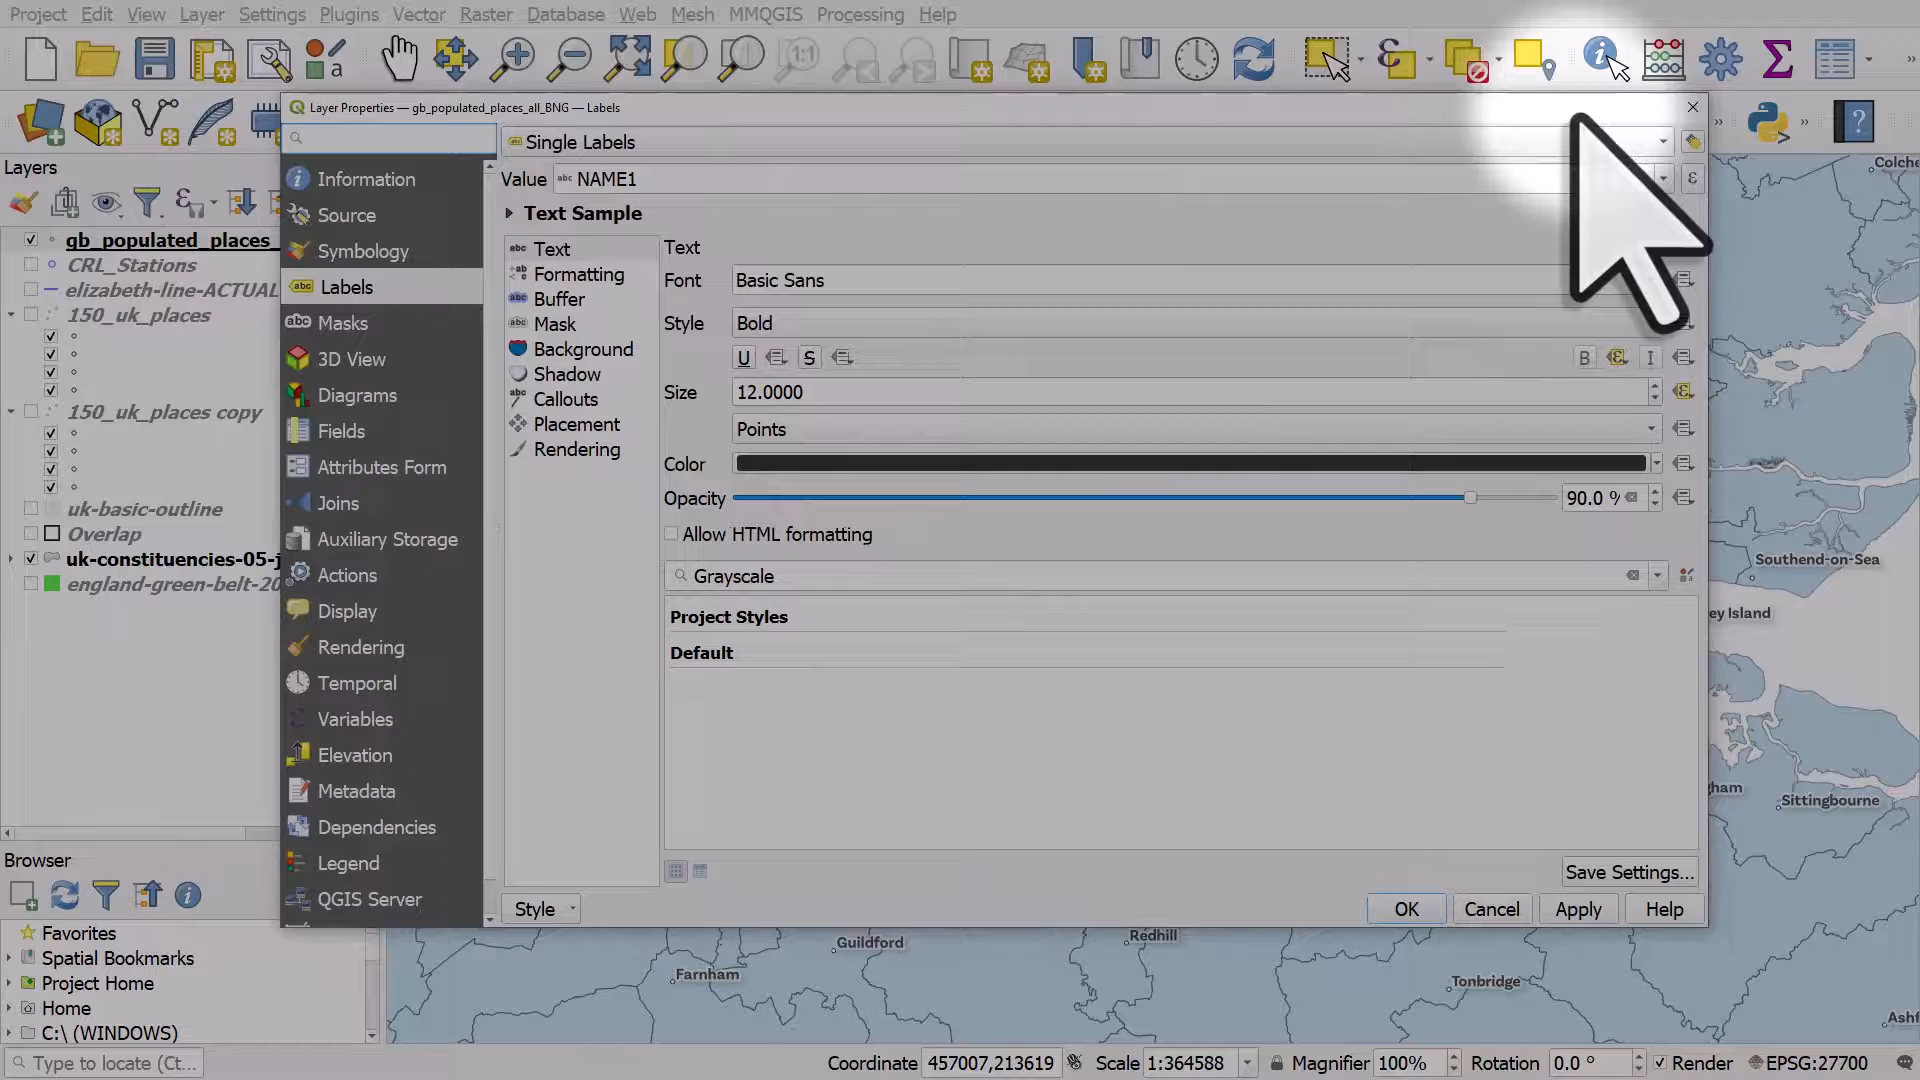 Project Edit View Layer Settings Plugins Vector Raster Database Web Mesh MMQGIS Processing Help
Layer Properties — gb_populated_places_all_BNG — Labels
Layers
gb_populated_places_
CRL_Stations
elizabeth-line-ACTUAL
150_uk_places
150_uk_places copy
uk-basic-outline
Overlap
uk-constituencies-05-j
england-green-belt-20
Browser
Favorites
Spatial Bookmarks
Project Home
Home
C:\ (WINDOWS)
Information
Source
Symbology
Labels
Masks
3D View
Diagrams
Fields
Attributes Form
Joins
Auxiliary Storage
Actions
Display
Rendering
Temporal
Variables
Elevation
Metadata
Dependencies
Legend
QGIS Server
Single Labels
Value abc NAME1
Text Sample
Text
Formatting
Buffer
Mask
Background
Shadow
Callouts
Placement
Rendering
Text
Font Basic Sans
Style Bold
U S B I
Size 12.0000
Points
Color
Opacity 90.0 %
Allow HTML formatting
Grayscale
Project Styles
Default
Save Settings...
Style OK Cancel Apply Help
Colche
Southend-on-Sea
ey Island
ham
Sittingbourne
Guildford
Redhill
Farnham
Tonbridge
Ashf
Type to locate (Ct... Coordinate 457007,213619 Scale 1:364588 Magnifier 100% Rotation 0.0 ° Render EPSG:27700